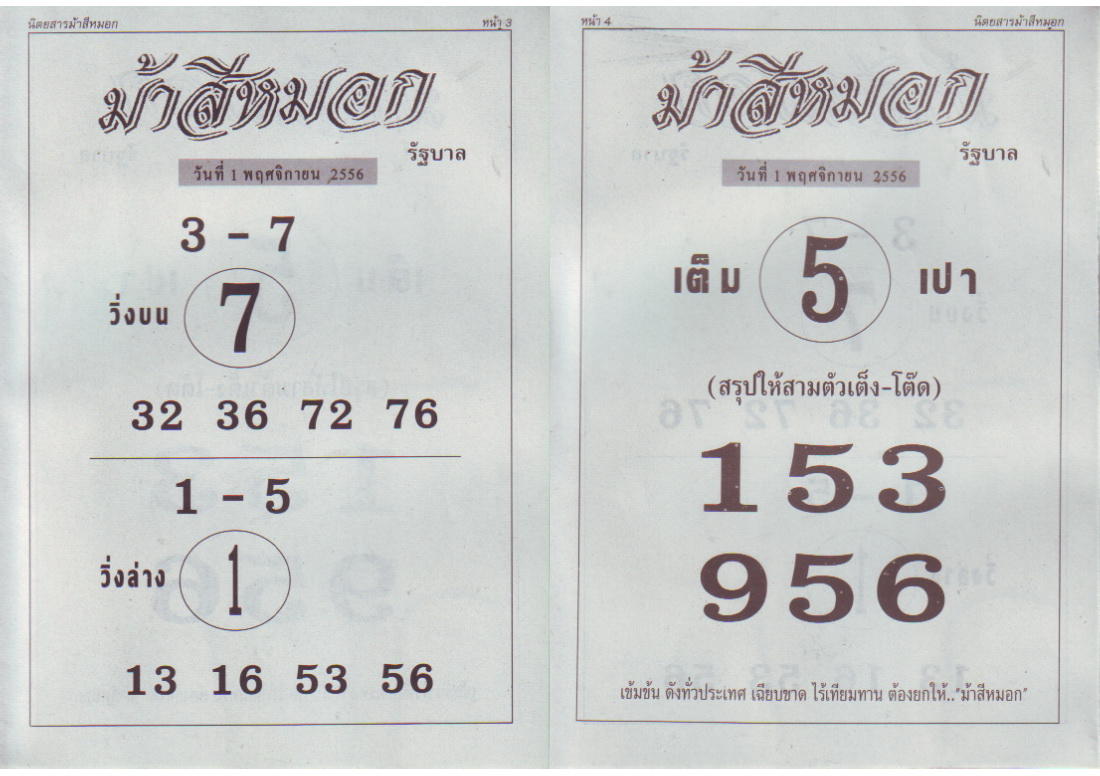 นิตยสารม้าสีหมอก
หน้า 3
ม้าสีหมอก
รัฐบาล
วันที่ 1 พฤศจิกายน 2556
3 - 7
วิ่งบน 7
32 36 72 76
1 - 5
วิ่งล่าง 1
13 16 53 56
หน้า 4
นิตยสารม้าสีหมอก
ม้าสีหมอก
รัฐบาล
วันที่ 1 พฤศจิกายน 2556
เต็ม 5 เปา
(สรุปให้สามตัวเต็ง-โต๊ด)
153
956
เข้มข้น ดังทั่วประเทศ เฉียบขาด ไร้เทียมทาน ต้องยกให้.."ม้าสีหมอก"